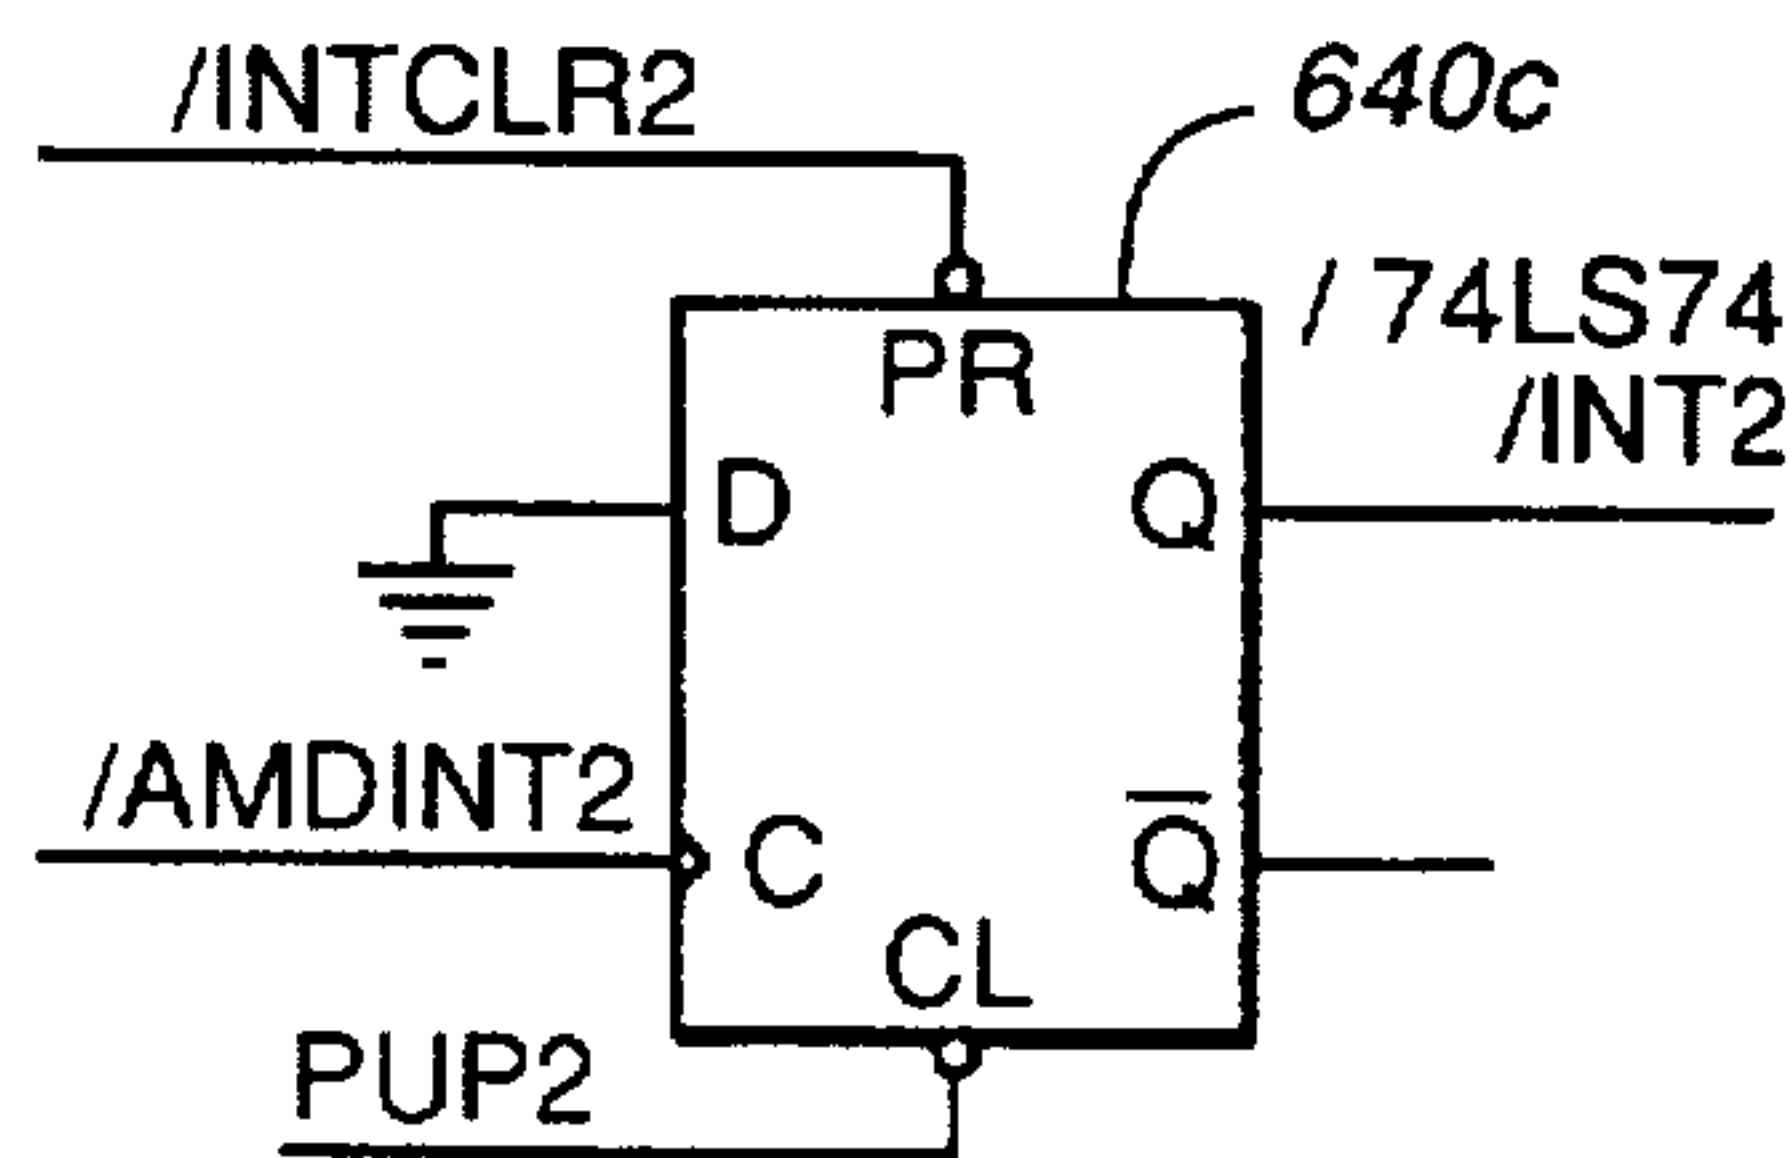 /INTCLR2
640c
/ 74LS74
PR
/INT2
D
Q
/AMDINT2
C
Q̅
CL
PUP2